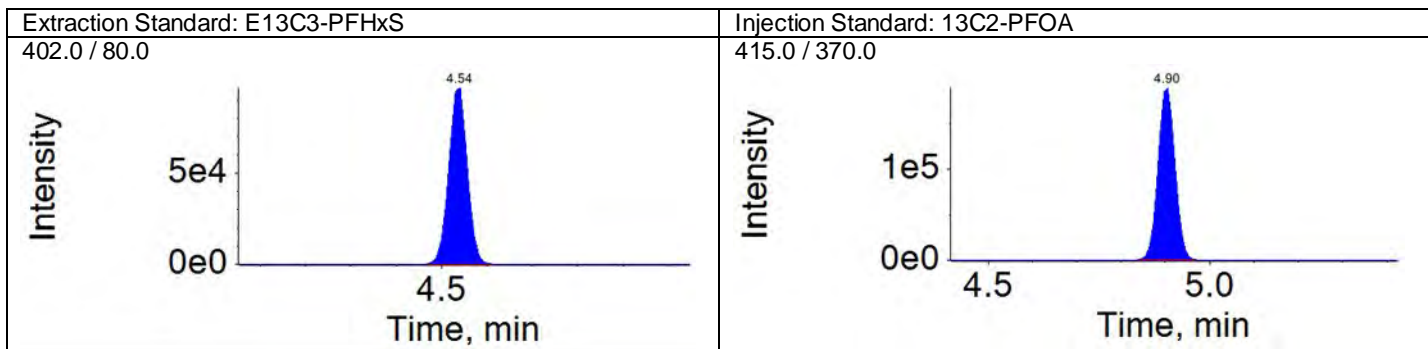 Extraction Standard: E13C3-PFHxS
402.0 / 80.0
4.54
Intensity
5e4
0e0
4.5
Time, min
Injection Standard: 13C2-PFOA
415.0 / 370.0
4.90
Intensity
1e5
0e0
4.5 5.0
Time, min